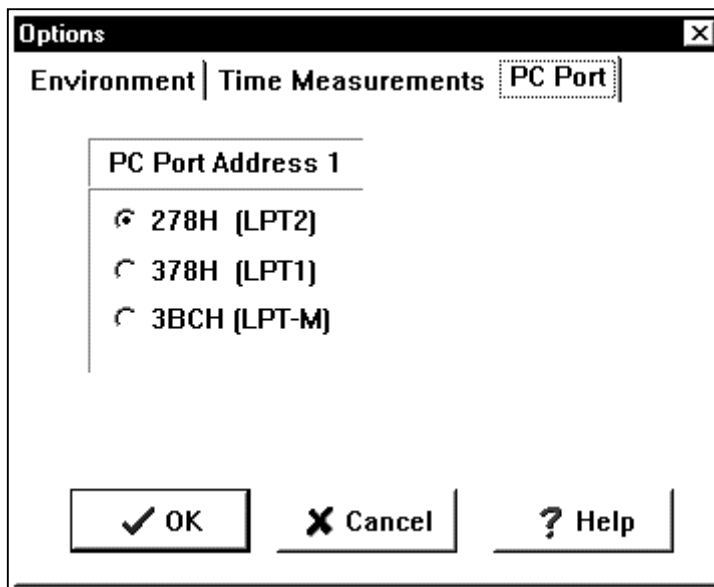 Options
Environment Time Measurements PC Port
PC Port Address 1
278H (LPT2)
378H (LPT1)
3BCH (LPT-M)
OK Cancel ? Help